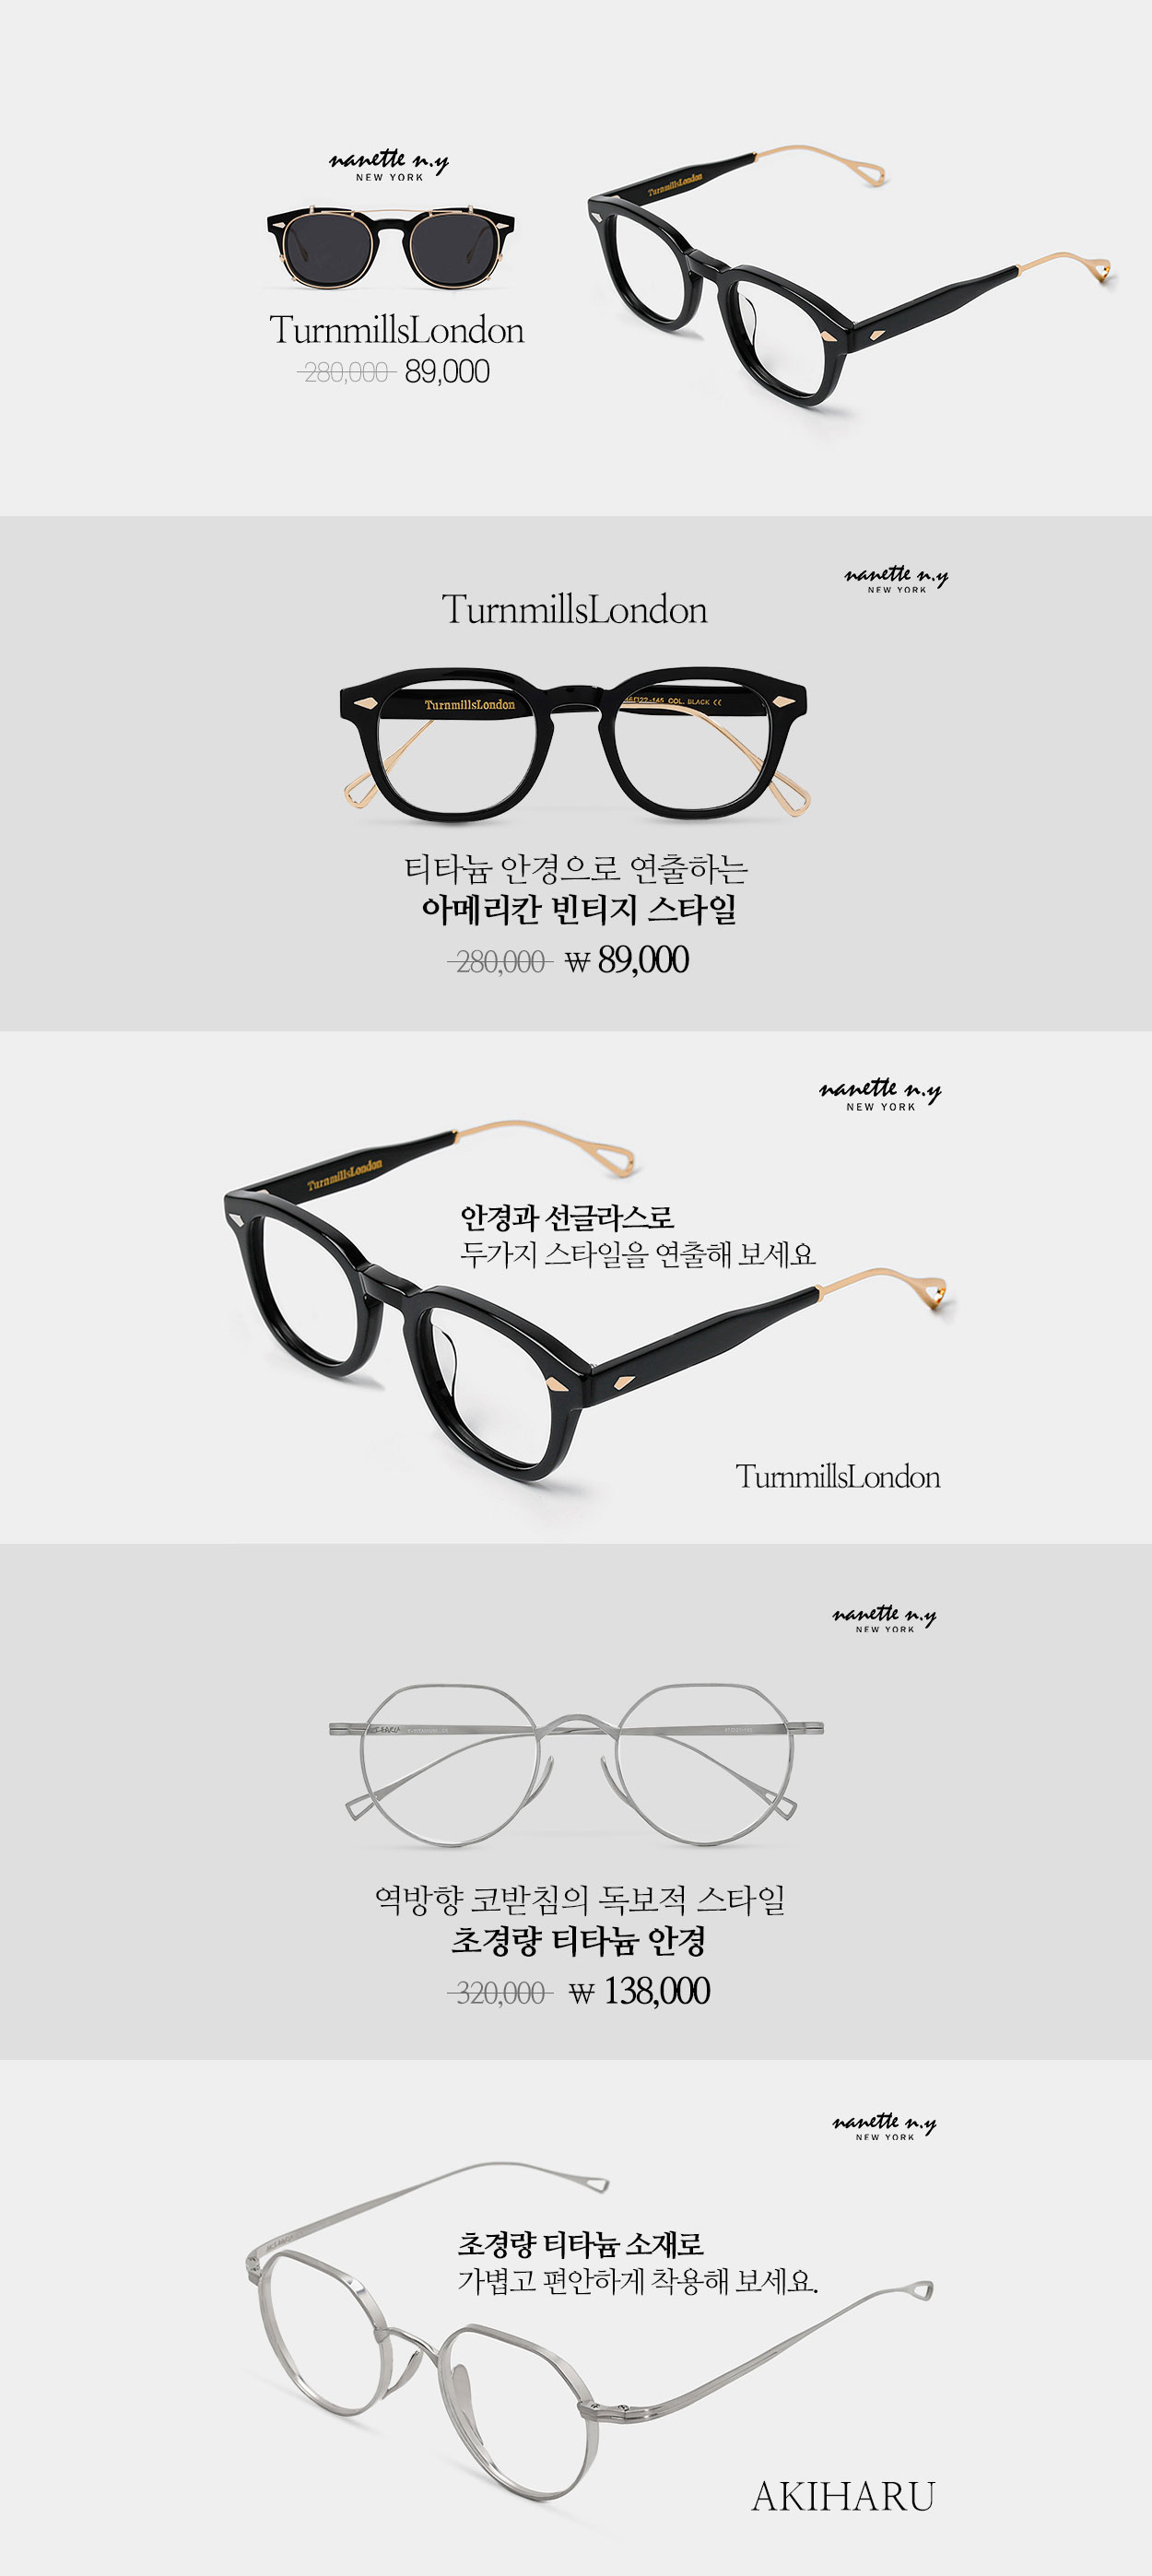 nanette n.y
NEW YORK
TurnmillsLondon
TurnmillsLondon
280,000 89,000
nanette n.y
NEW YORK
TurnmillsLondon
TurnmillsLondon
COL. BLACK CE
티타늄 안경으로 연출하는
아메리칸 빈티지 스타일
280,000 ₩ 89,000
nanette n.y
NEW YORK
TurnmillsLondon
안경과 선글라스로
두가지 스타일을 연출해 보세요
TurnmillsLondon
nanette n.y
NEW YORK
역방향 코받침의 독보적 스타일
초경량 티타늄 안경
320,000 ₩ 138,000
nanette n.y
NEW YORK
초경량 티타늄 소재로
가볍고 편안하게 착용해 보세요.
AKIHARU